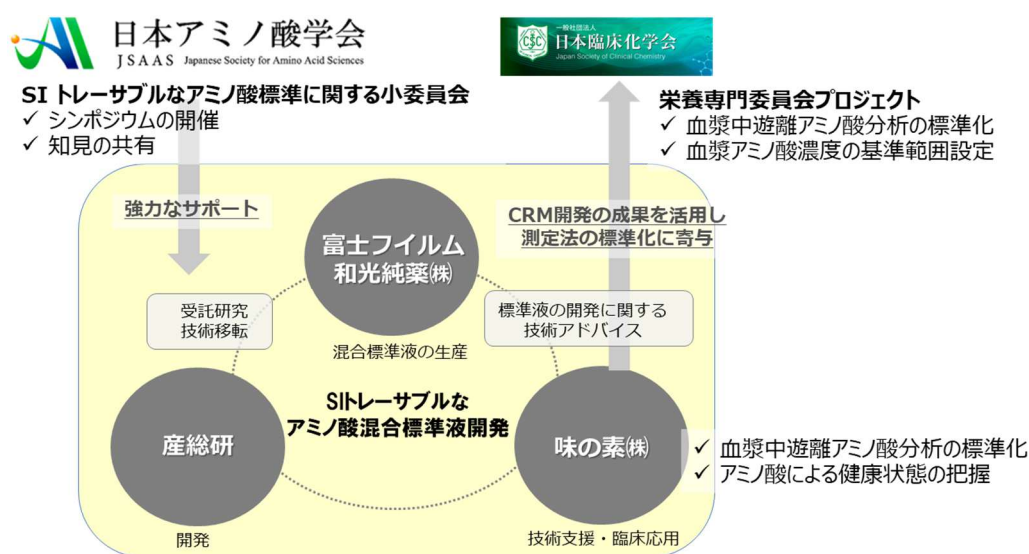 日本アミノ酸学会
JSAAS Japanese Society for Amino Acid Sciences
一般社団法人
日本臨床化学会
Japan Society of Clinical Chemistry
CSC
SI トレーサブルなアミノ酸標準に関する小委員会
✓ シンポジウムの開催
✓ 知見の共有
栄養専門委員会プロジェクト
✓ 血漿中遊離アミノ酸分析の標準化
✓ 血漿アミノ酸濃度の基準範囲設定
強力なサポート
CRM開発の成果を活用し
測定法の標準化に寄与
富士フイルム
和光純薬㈱
受託研究
技術移転
標準液の開発に関する
技術アドバイス
混合標準液の生産
SIトレーサブルな
アミノ酸混合標準液開発
産総研
味の素㈱
✓ 血漿中遊離アミノ酸分析の標準化
✓ アミノ酸による健康状態の把握
開発
技術支援・臨床応用